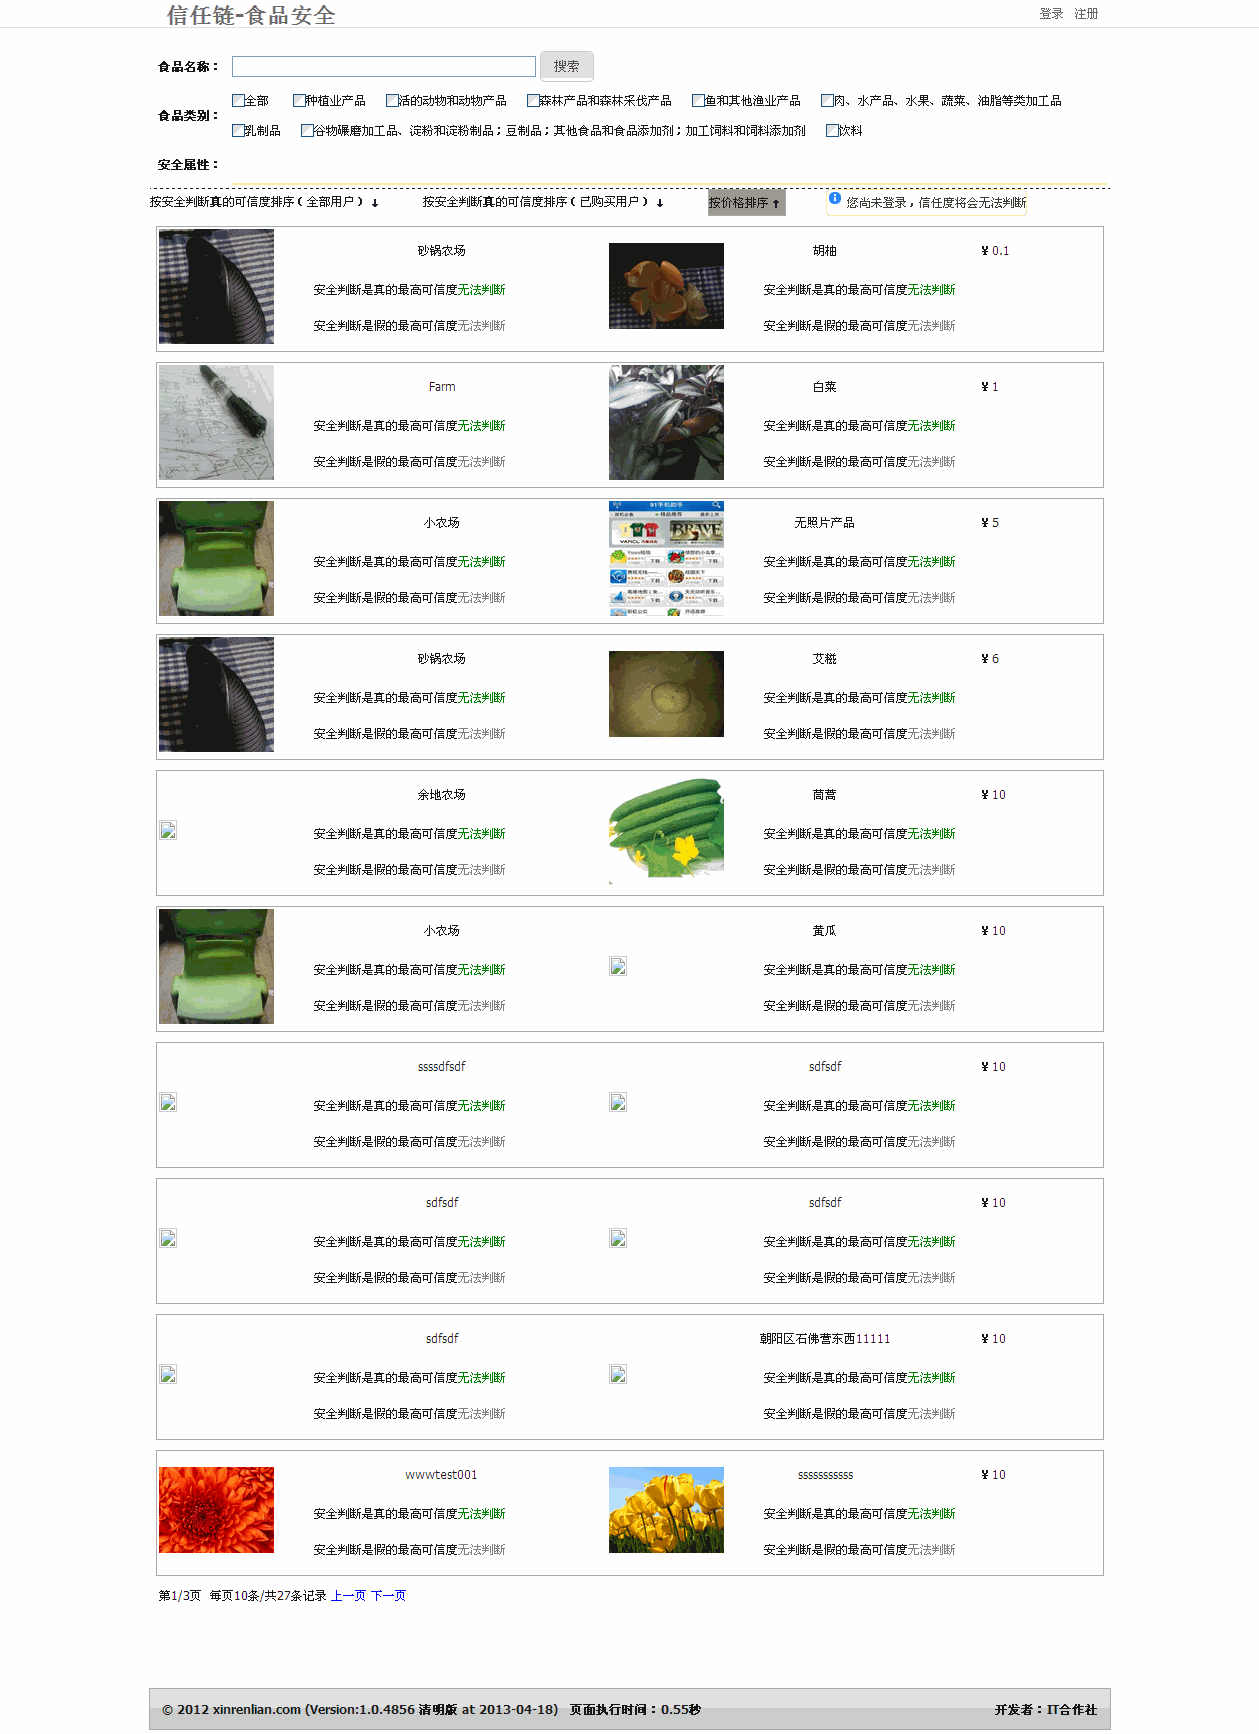 信任链-食品安全
登录 注册
食品名称： 搜索
食品类别： 全部 种植业产品 活的动物和动物产品 森林产品和森林采伐产品 鱼和其他渔业产品 肉、水产品、水果、蔬菜、油脂等类加工品
乳制品 谷物碾磨加工品、淀粉和淀粉制品；豆制品；其他食品和食品添加剂；加工饲料和饲料添加剂 饮料
安全属性：
按安全判断真的可信度排序（全部用户）↓ 按安全判断真的可信度排序（已购买用户）↓ 按价格排序↑ 您尚未登录，信任度将会无法判断
砂锅农场 胡柚 ¥ 0.1
安全判断是真的最高可信度无法判断 安全判断是真的最高可信度无法判断
安全判断是假的最高可信度无法判断 安全判断是假的最高可信度无法判断
Farm 白菜 ¥ 1
安全判断是真的最高可信度无法判断 安全判断是真的最高可信度无法判断
安全判断是假的最高可信度无法判断 安全判断是假的最高可信度无法判断
小农场 无照片产品 ¥ 5
安全判断是真的最高可信度无法判断 安全判断是真的最高可信度无法判断
安全判断是假的最高可信度无法判断 安全判断是假的最高可信度无法判断
91手机助手
VANCL
BRAVE
砂锅农场 艾糍 ¥ 6
安全判断是真的最高可信度无法判断 安全判断是真的最高可信度无法判断
安全判断是假的最高可信度无法判断 安全判断是假的最高可信度无法判断
余地农场 茼蒿 ¥ 10
安全判断是真的最高可信度无法判断 安全判断是真的最高可信度无法判断
安全判断是假的最高可信度无法判断 安全判断是假的最高可信度无法判断
小农场 黄瓜 ¥ 10
安全判断是真的最高可信度无法判断 安全判断是真的最高可信度无法判断
安全判断是假的最高可信度无法判断 安全判断是假的最高可信度无法判断
ssssdfsdf sdfsdf ¥ 10
安全判断是真的最高可信度无法判断 安全判断是真的最高可信度无法判断
安全判断是假的最高可信度无法判断 安全判断是假的最高可信度无法判断
sdfsdf sdfsdf ¥ 10
安全判断是真的最高可信度无法判断 安全判断是真的最高可信度无法判断
安全判断是假的最高可信度无法判断 安全判断是假的最高可信度无法判断
sdfsdf 朝阳区石佛营东西11111 ¥ 10
安全判断是真的最高可信度无法判断 安全判断是真的最高可信度无法判断
安全判断是假的最高可信度无法判断 安全判断是假的最高可信度无法判断
wwwtest001 sssssssssss ¥ 10
安全判断是真的最高可信度无法判断 安全判断是真的最高可信度无法判断
安全判断是假的最高可信度无法判断 安全判断是假的最高可信度无法判断
第1/3页 每页10条/共27条记录 上一页 下一页
© 2012 xinrenlian.com (Version:1.0.4856 清明版 at 2013-04-18) 页面执行时间：0.55秒 开发者：IT合作社